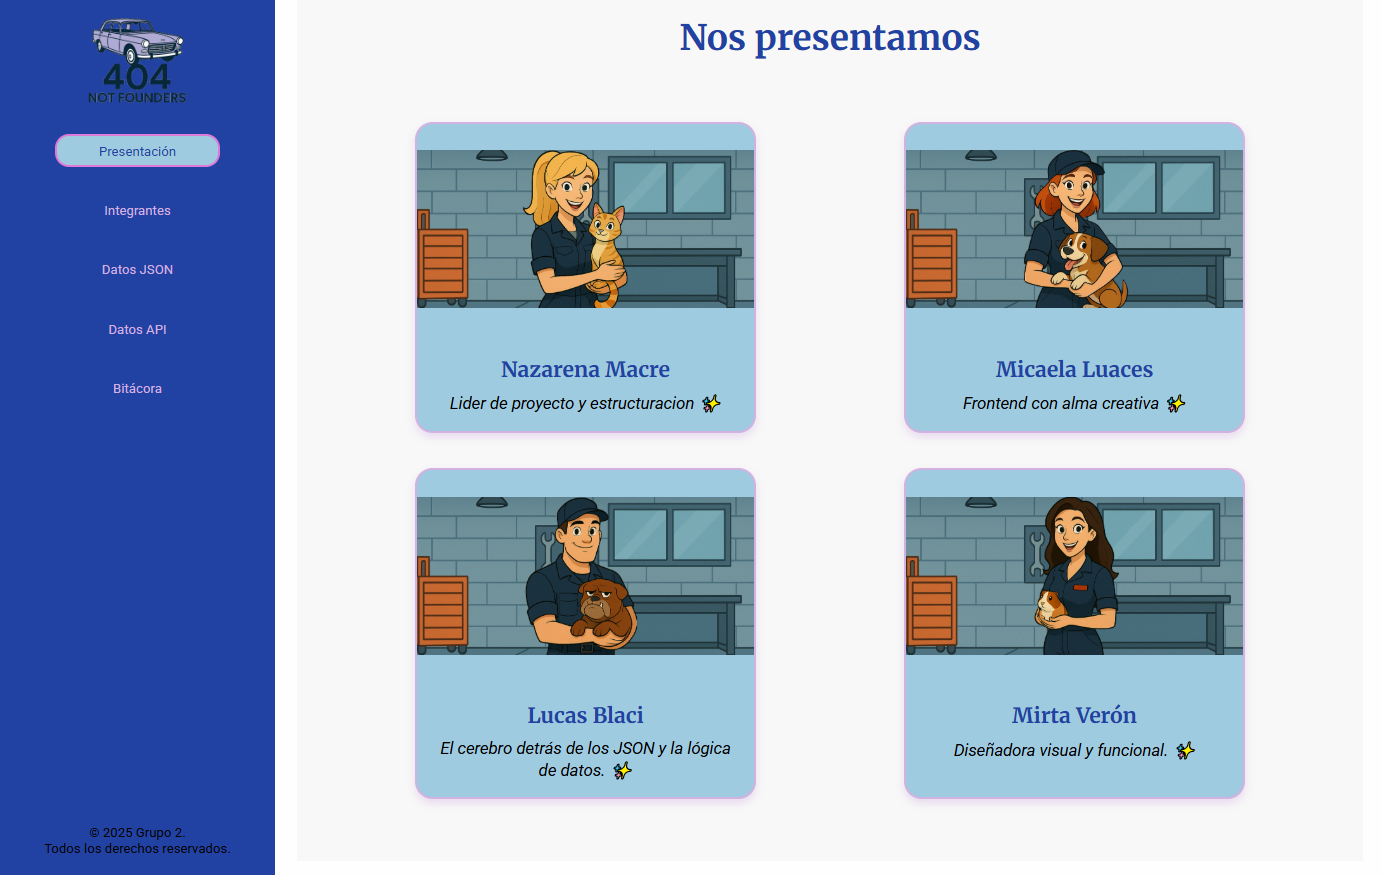 404
NOT FOUNDERS
Presentación
Integrantes
Datos JSON
Datos API
Bitácora
© 2025 Grupo 2.
Todos los derechos reservados.
Nos presentamos
Nazarena Macre
Lider de proyecto y estructuracion ✨
Micaela Luaces
Frontend con alma creativa ✨
Lucas Blaci
El cerebro detrás de los JSON y la lógica
de datos. ✨
Mirta Verón
Diseñadora visual y funcional. ✨